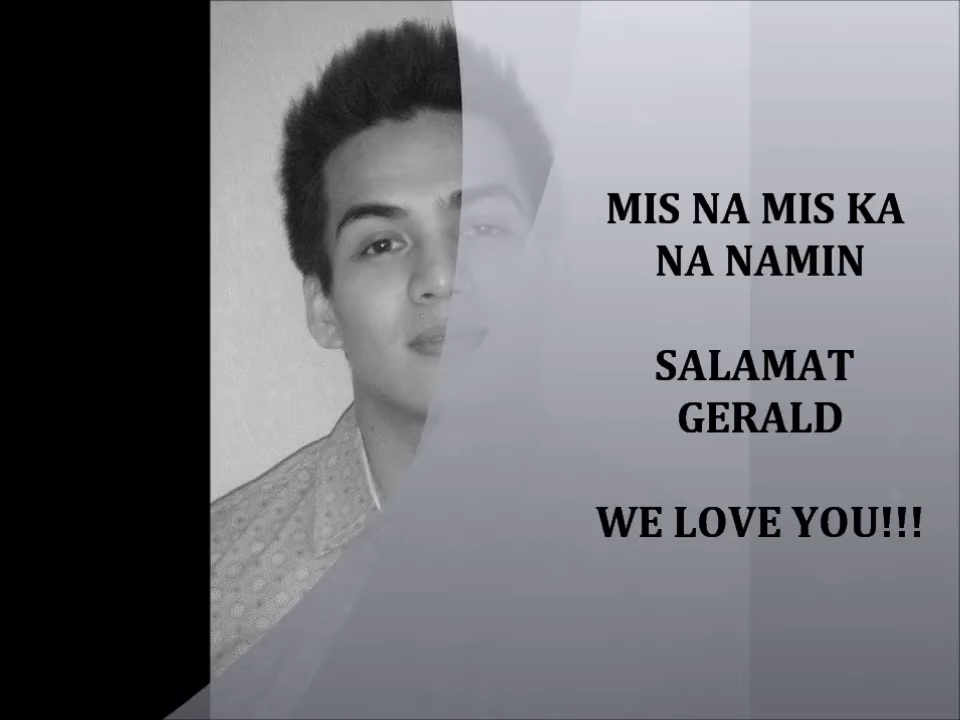 MIS NA MIS KA
NA NAMIN
SALAMAT
GERALD
WE LOVE YOU!!!